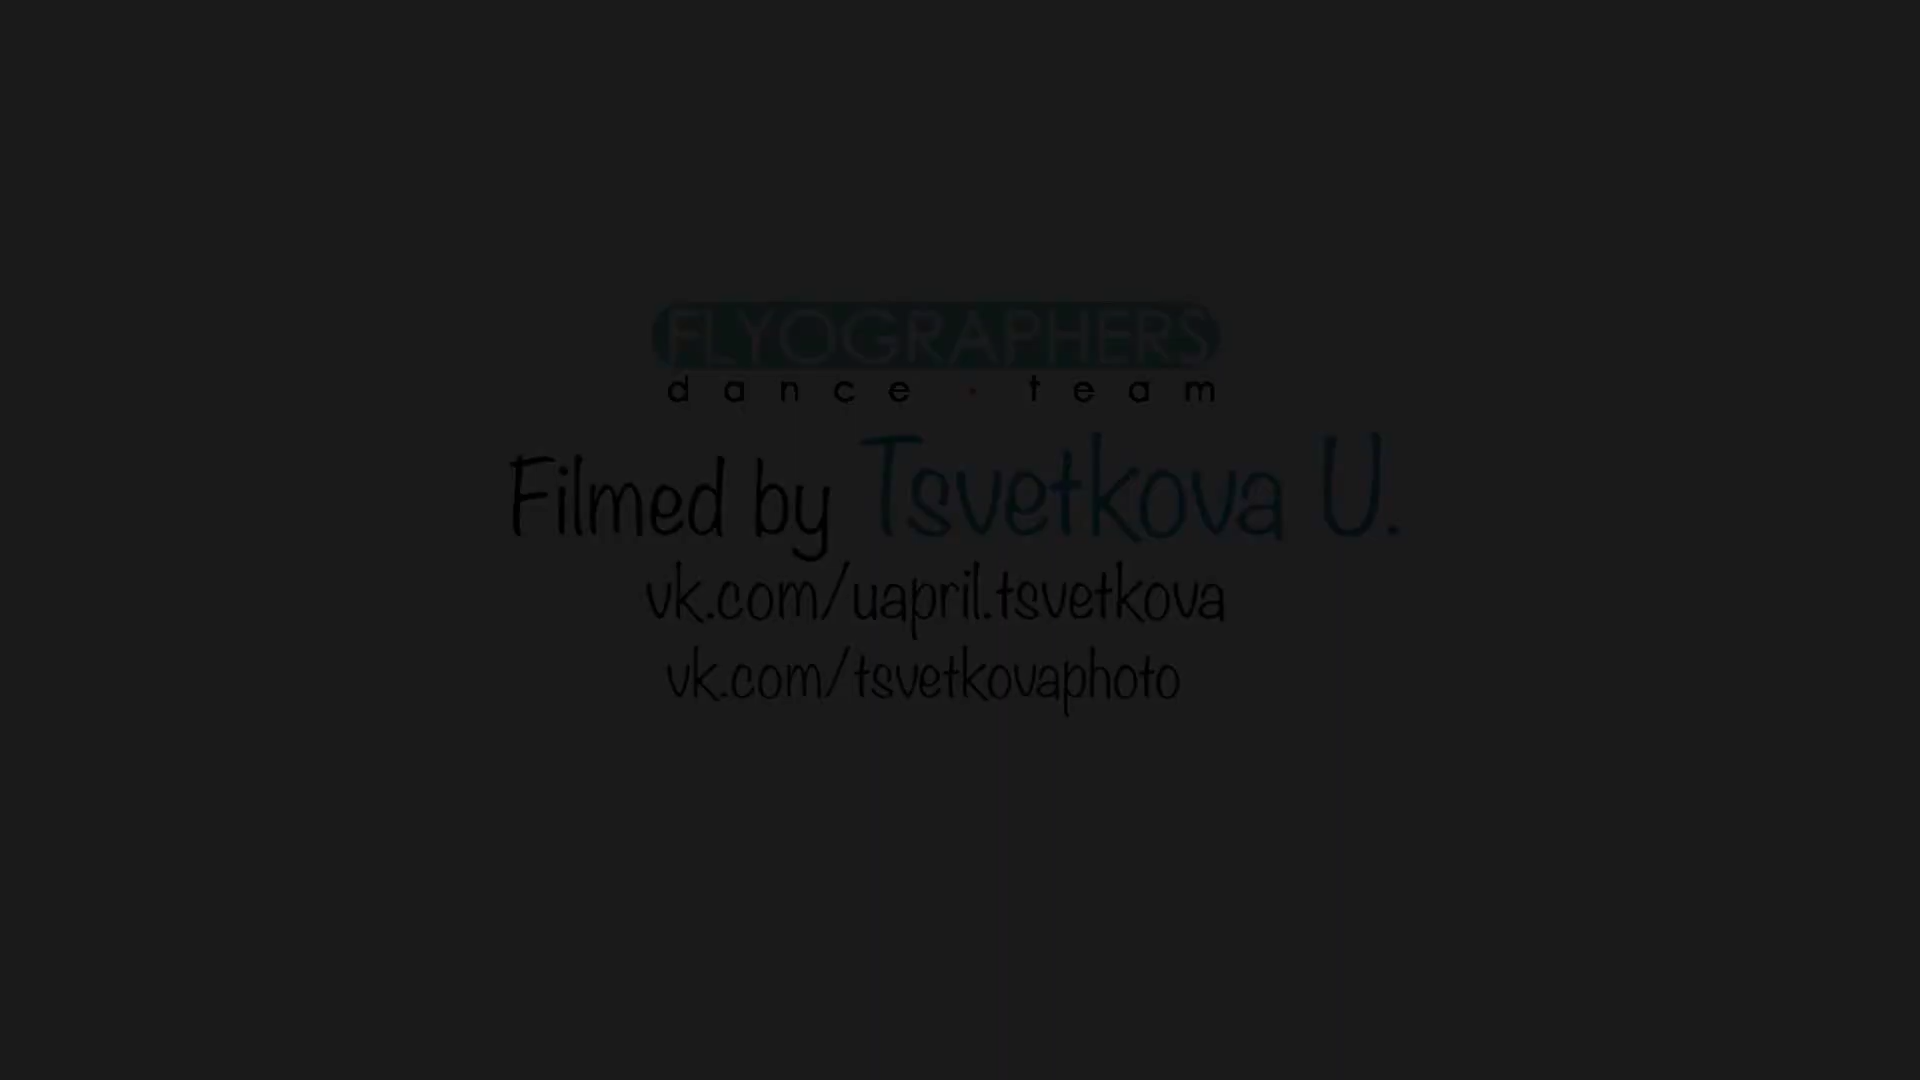 FLYOGRAPHERS
dance · team
Filmed by Tsvetkova U.
vk.com/uapril.tsvetkova
vk.com/tsvetkovaphoto